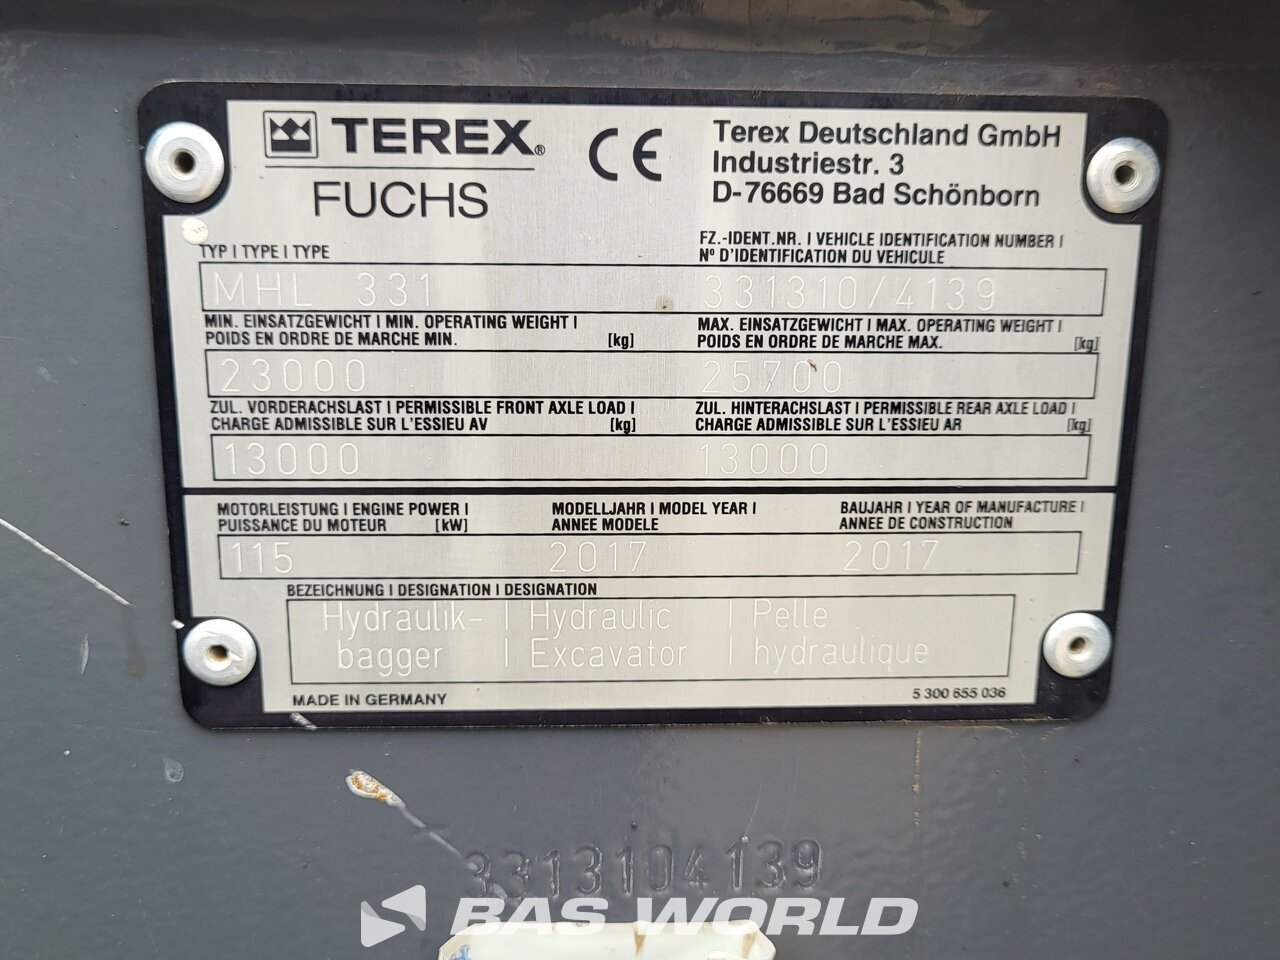 TEREX®
FUCHS
CE
Terex Deutschland GmbH
Industriestr. 3
D-76669 Bad Schönborn
TYP I TYPE I TYPE
FZ.-IDENT.NR. I VEHICLE IDENTIFICATION NUMBER I
Nº D'IDENTIFICATION DU VEHICULE
MHL 331
331310/4139
MIN. EINSATZGEWICHT I MIN. OPERATING WEIGHT I
POIDS EN ORDRE DE MARCHE MIN. [kg]
MAX. EINSATZGEWICHT I MAX. OPERATING WEIGHT I
POIDS EN ORDRE DE MARCHE MAX. [kg]
23000
25700
ZUL. VORDERACHSLAST I PERMISSIBLE FRONT AXLE LOAD I
CHARGE ADMISSIBLE SUR L'ESSIEU AV [kg]
ZUL. HINTERACHSLAST I PERMISSIBLE REAR AXLE LOAD I
CHARGE ADMISSIBLE SUR L'ESSIEU AR [kg]
13000
13000
MOTORLEISTUNG I ENGINE POWER I
PUISSANCE DU MOTEUR [kW]
MODELLJAHR I MODEL YEAR I
ANNEE MODELE
BAUJAHR I YEAR OF MANUFACTURE I
ANNEE DE CONSTRUCTION
115
2017
2017
BEZEICHNUNG I DESIGNATION I DESIGNATION
Hydraulik- | Hydraulic | Pelle
bagger | Excavator | hydraulique
MADE IN GERMANY
5 300 655 036
3313104139
BAS WORLD